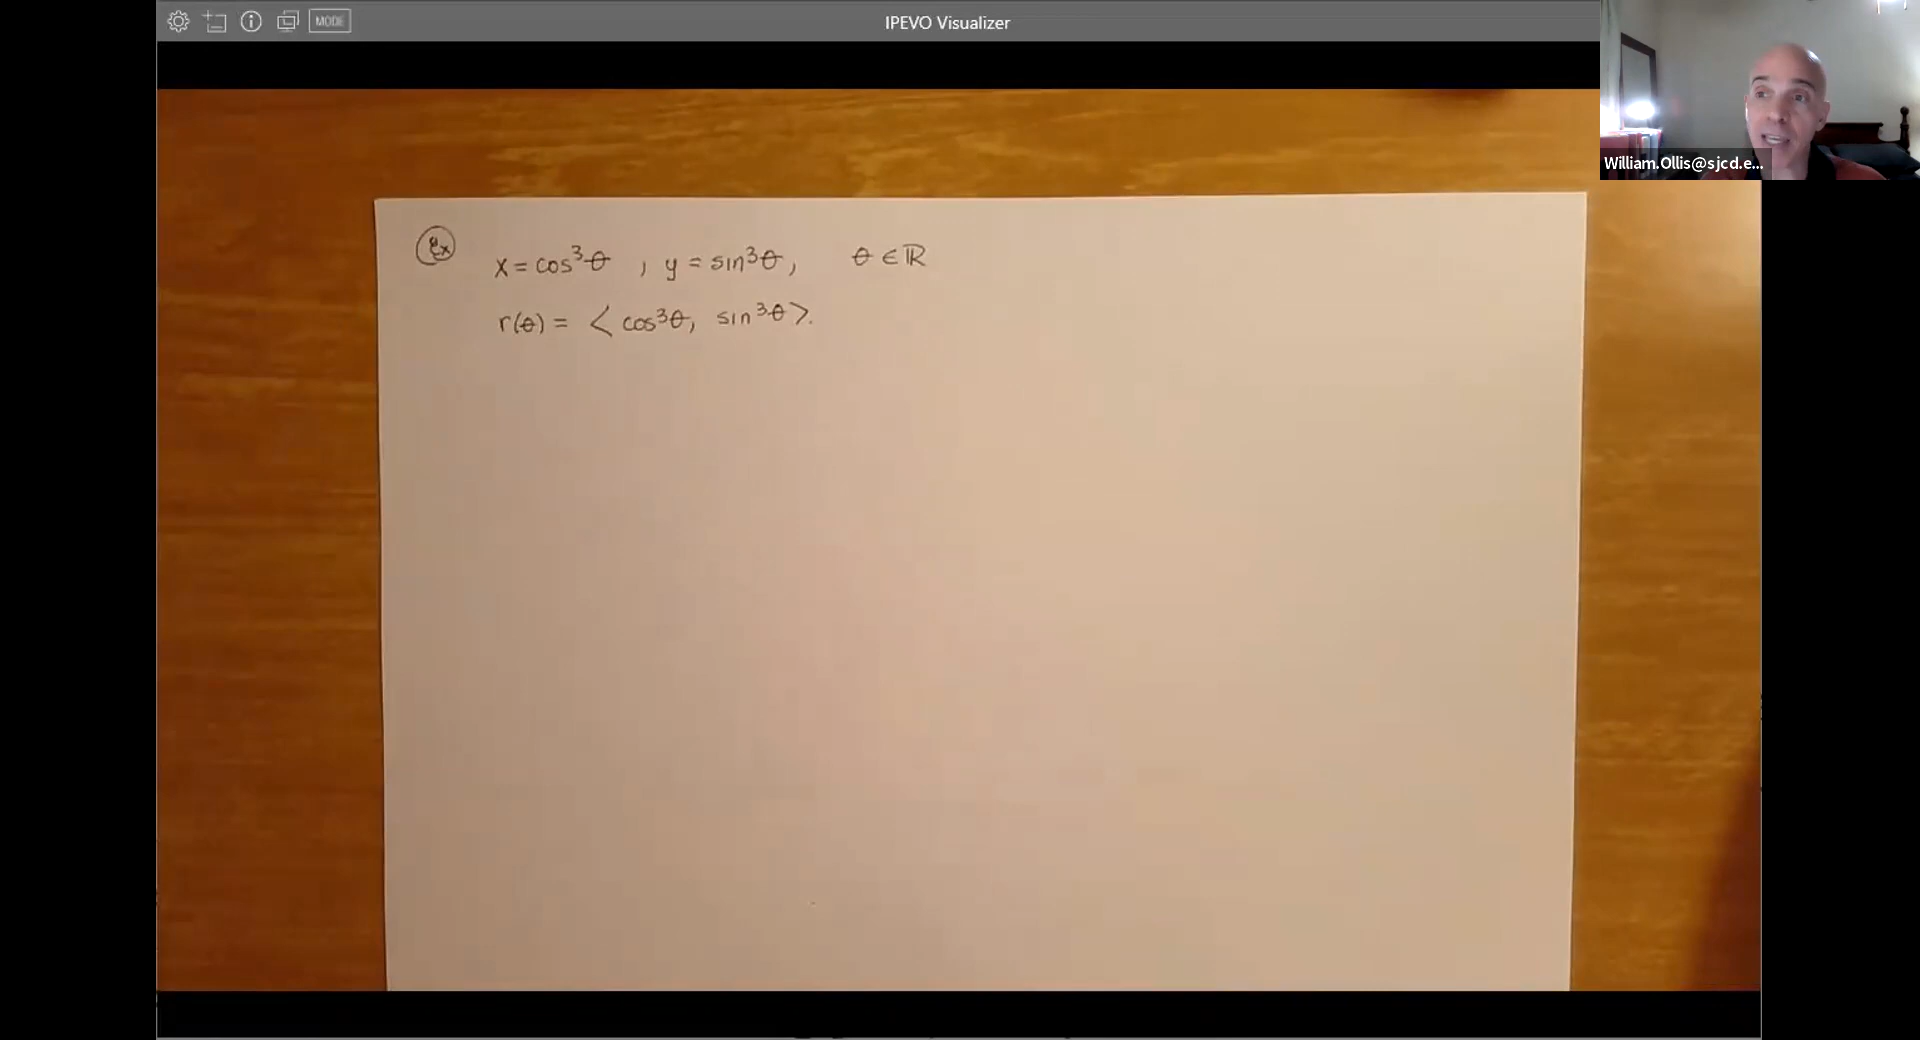 MODE
IPEVO Visualizer
William.Ollis@sjcd.e...
Ex
x = cos³θ , y = sin³θ, θ ∈ ℝ
r(θ) = < cos³θ, sin³θ >.